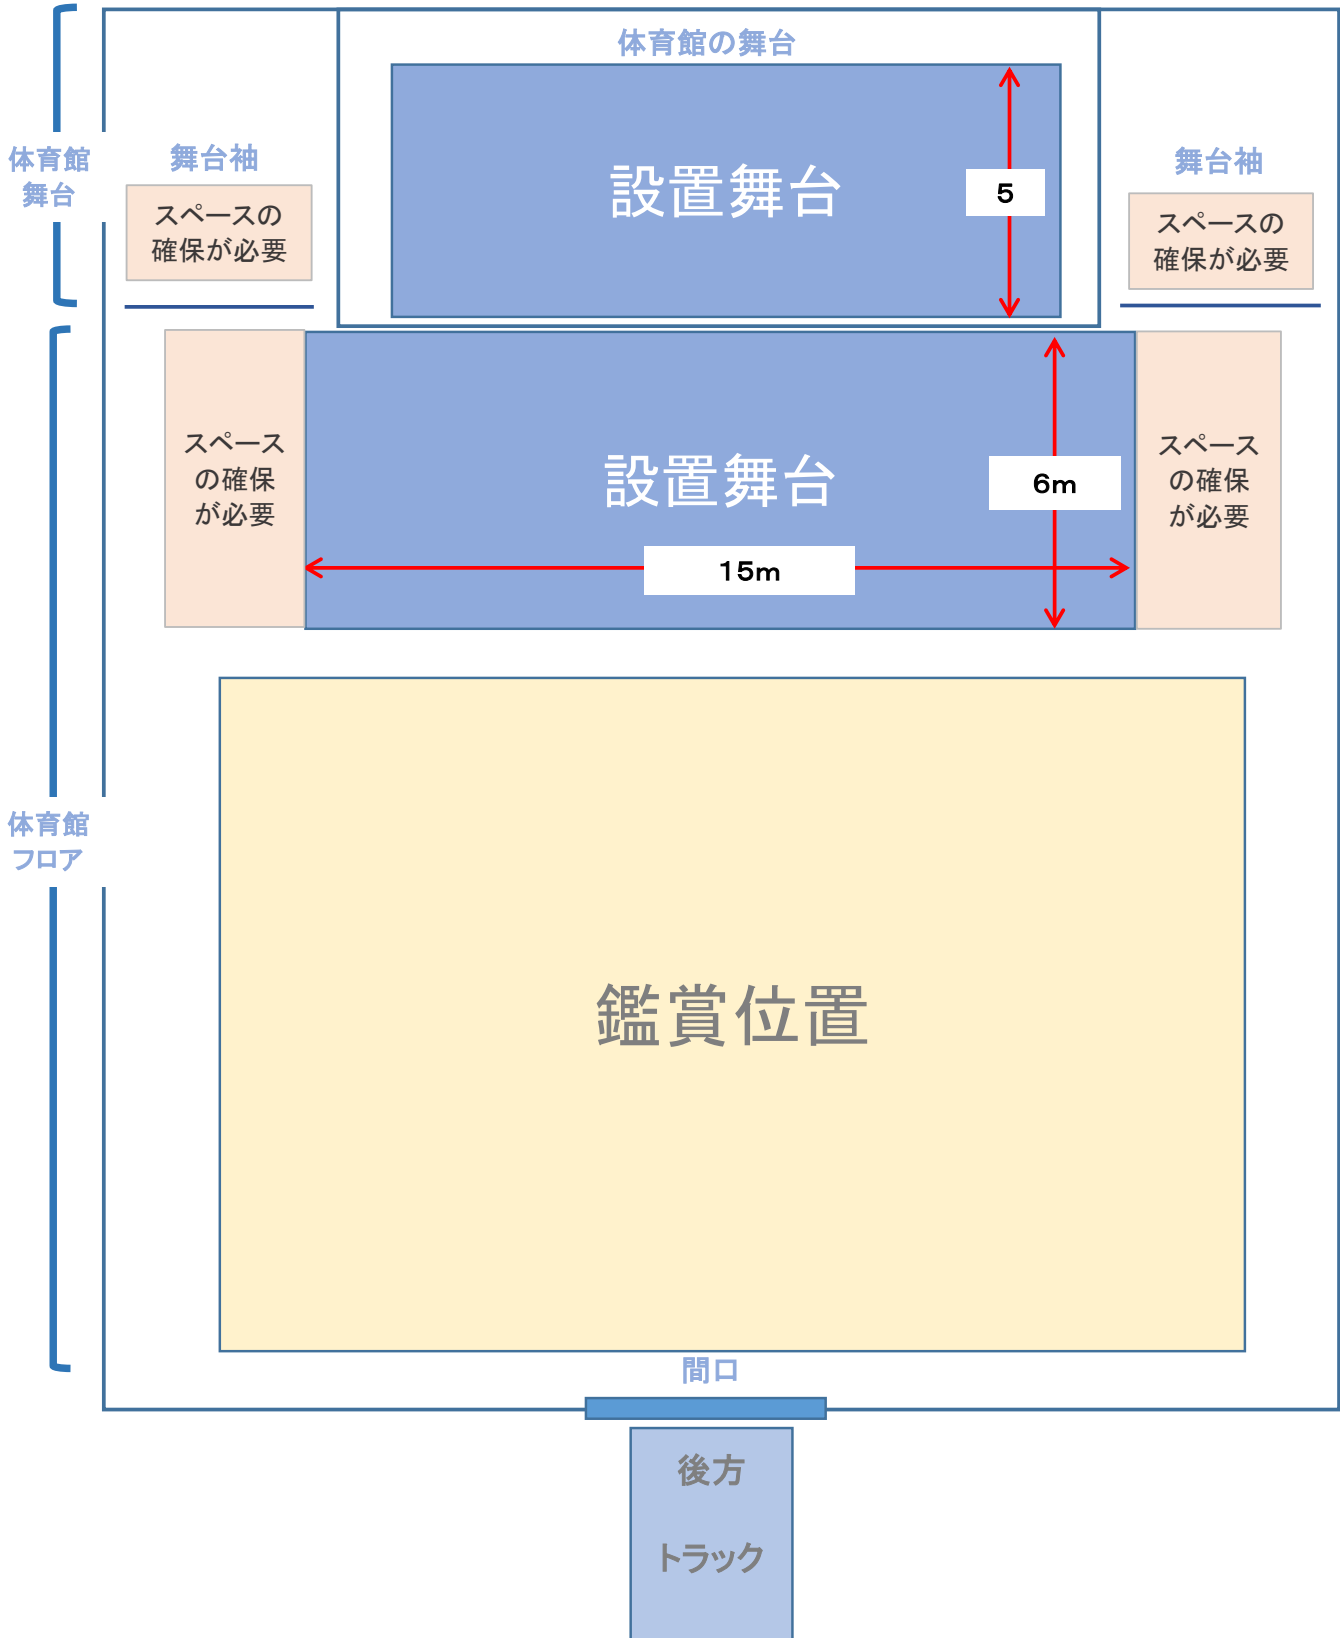 体育館の舞台
体育館
舞台
舞台袖
スペースの
確保が必要
設置舞台
5
舞台袖
スペースの
確保が必要
スペース
の確保
が必要
設置舞台
6m
15m
スペース
の確保
が必要
体育館
フロア
鑑賞位置
間口
後方
トラック